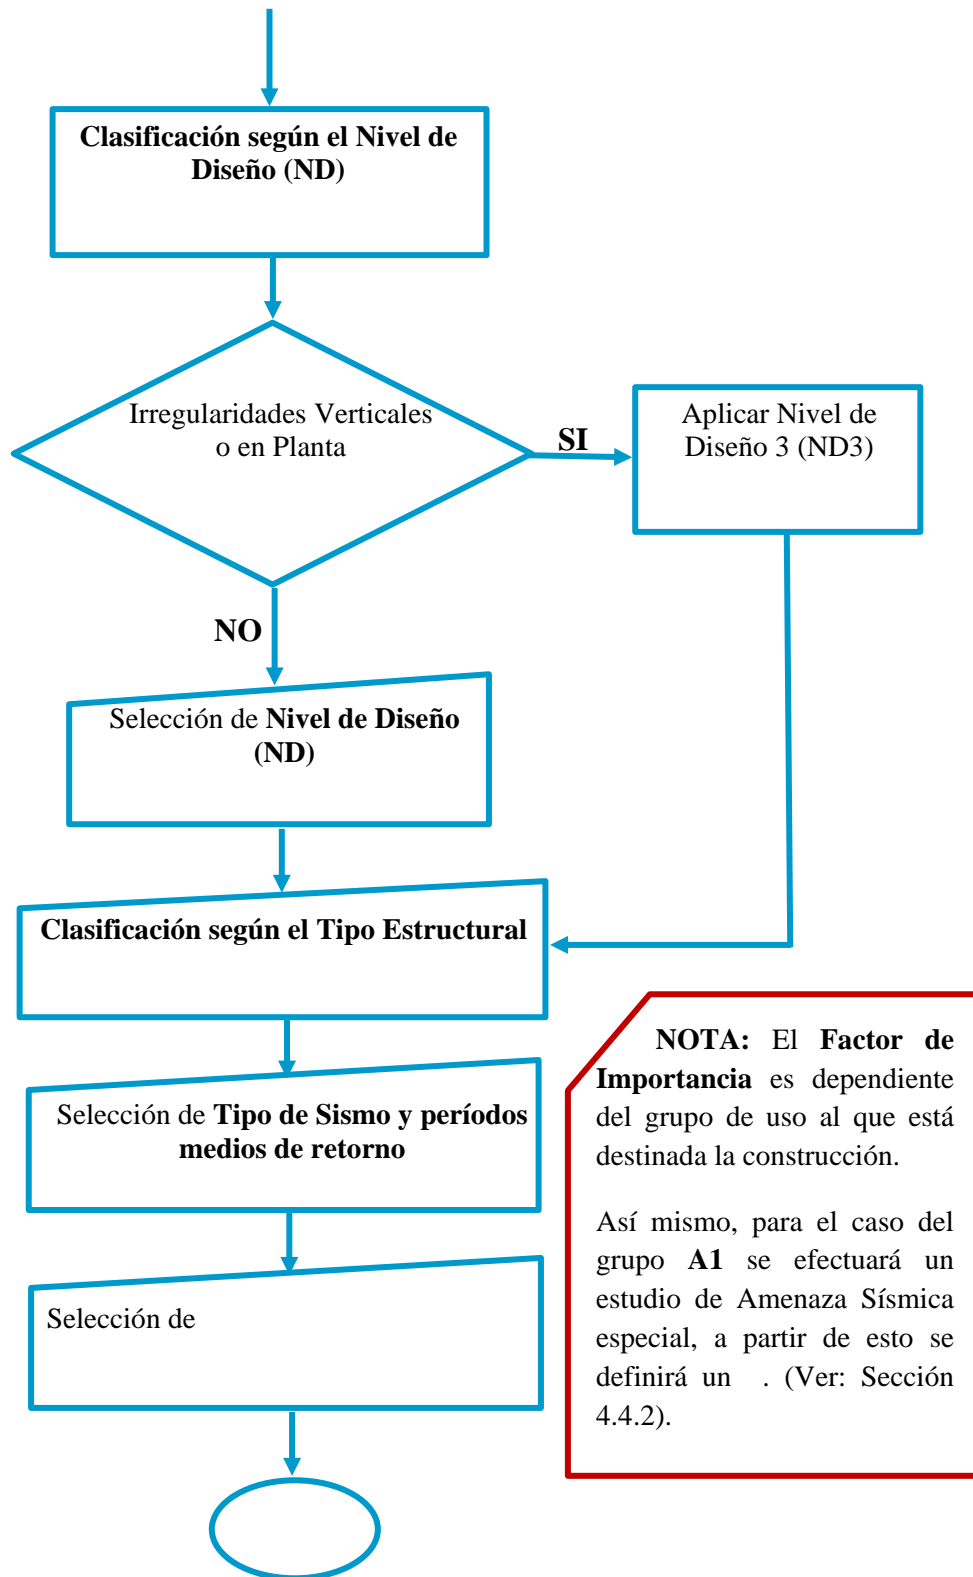 Clasificación según el Nivel de
Diseño (ND)
Irregularidades Verticales
o en Planta
SI
Aplicar Nivel de
Diseño 3 (ND3)
NO
Selección de Nivel de Diseño
(ND)
Clasificación según el Tipo Estructural
Selección de Tipo de Sismo y períodos
medios de retorno
Selección de
NOTA: El Factor de
Importancia es dependiente
del grupo de uso al que está
destinada la construcción.
Así mismo, para el caso del
grupo A1 se efectuará un
estudio de Amenaza Sísmica
especial, a partir de esto se
definirá un . (Ver: Sección
4.4.2).